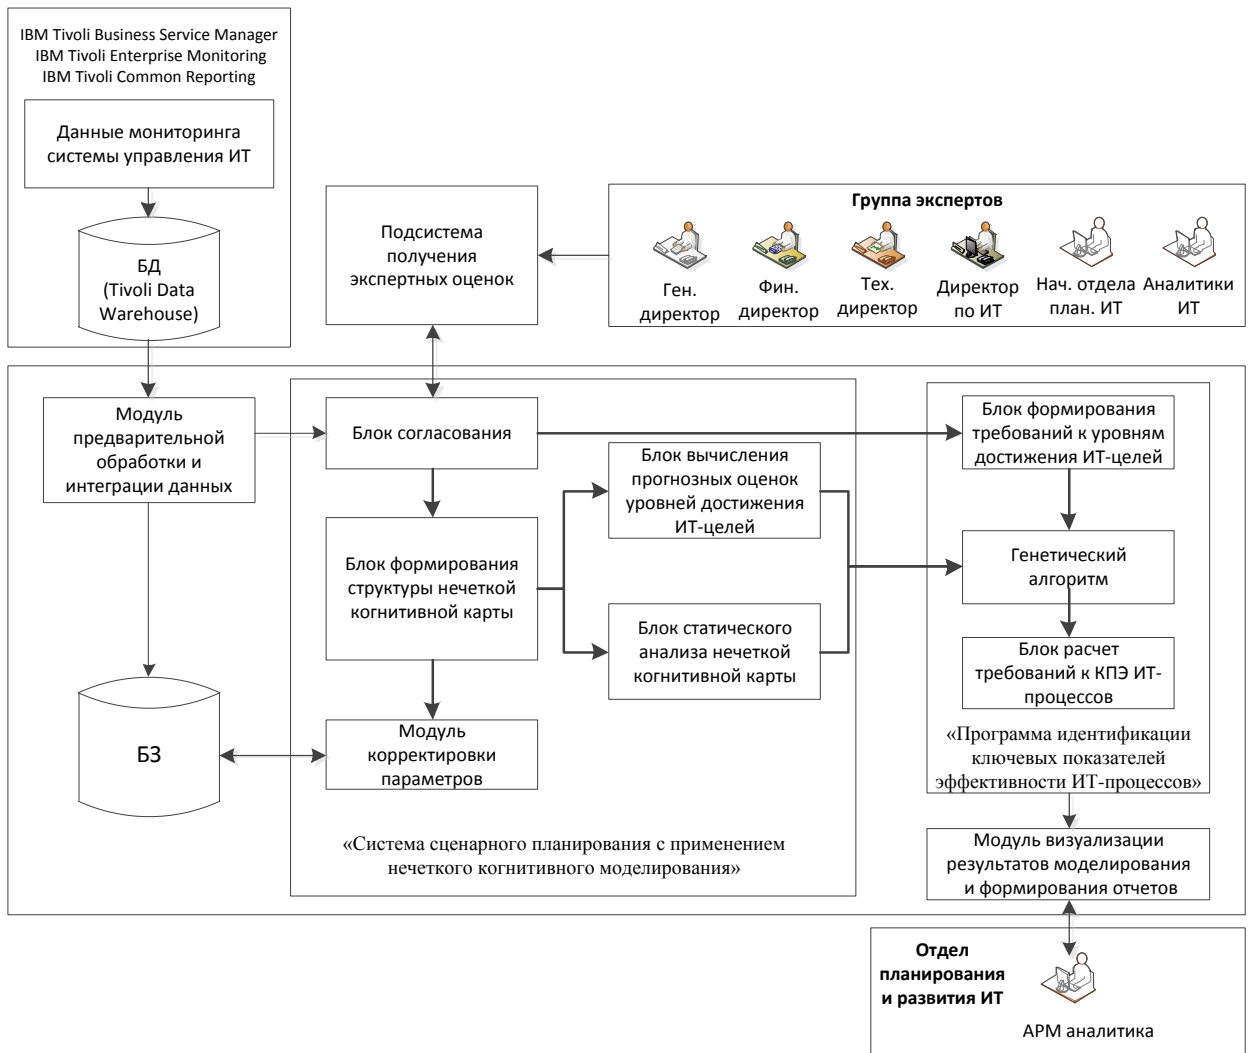 IBM Tivoli Business Service Manager
IBM Tivoli Enterprise Monitoring
IBM Tivoli Common Reporting
Данные мониторинга
системы управления ИТ
БД
(Tivoli Data
Warehouse)
Подсистема
получения
экспертных оценок
Группа экспертов
Ген.
директор
Фин.
директор
Тех.
директор
Директор
по ИТ
Нач. отдела
план. ИТ
Аналитики
ИТ
Модуль
предварительной
обработки и
интеграции данных
Блок согласования
Блок вычисления
прогнозных оценок
уровней достижения
ИТ-целей
Блок формирования
требований к уровням
достижения ИТ-целей
Блок формирования
структуры нечеткой
когнитивной карты
Генетический
алгоритм
Блок статического
анализа нечеткой
когнитивной карты
Блок расчет
требований к КПЭ ИТ-
процессов
БЗ
Модуль
корректировки
параметров
«Программа идентификации
ключевых показателей
эффективности ИТ-процессов»
«Система сценарного планирования с применением
нечеткого когнитивного моделирования»
Модуль визуализации
результатов моделирования
и формирования отчетов
Отдел
планирования
и развития ИТ
АРМ аналитика